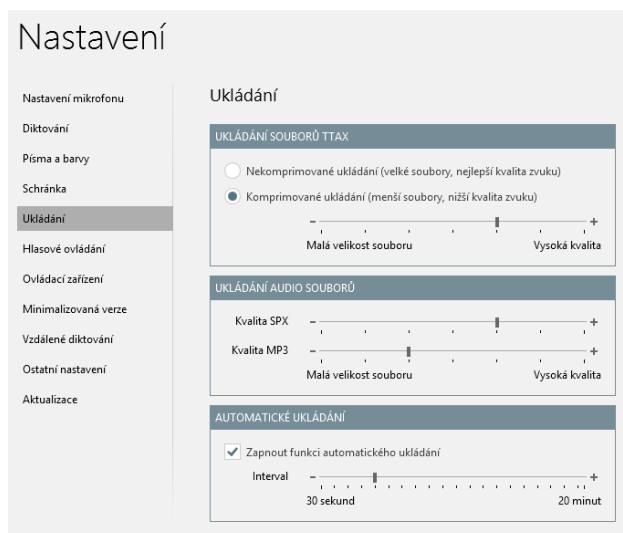 Nastavení
Nastavení mikrofonu
Diktování
Písma a barvy
Schránka
Ukládání
Hlasové ovládání
Ovládací zařízení
Minimalizovaná verze
Vzdálené diktování
Ostatní nastavení
Aktualizace
Ukládání
UKLÁDÁNÍ SOUBORŮ TTAX
Nekomprimované ukládání (velké soubory, nejlepší kvalita zvuku)
Komprimované ukládání (menší soubory, nižší kvalita zvuku)
- +
Malá velikost souboru Vysoká kvalita
UKLÁDÁNÍ AUDIO SOUBORŮ
Kvalita SPX - +
Kvalita MP3 - +
Malá velikost souboru Vysoká kvalita
AUTOMATICKÉ UKLÁDÁNÍ
Zapnout funkci automatického ukládání
Interval - +
30 sekund 20 minut